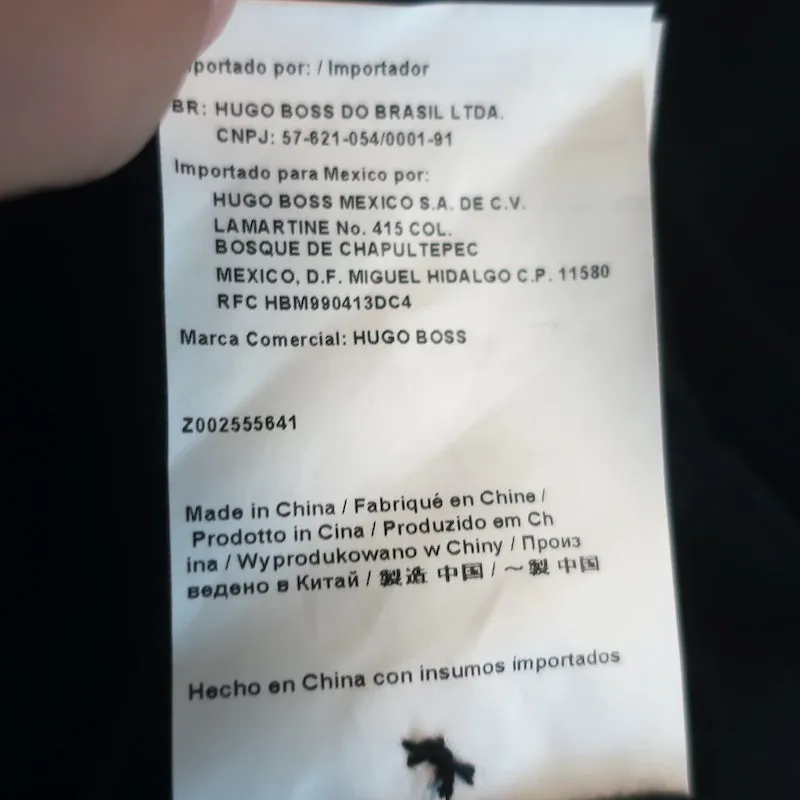 portado por: / Importador
BR: HUGO BOSS DO BRASIL LTDA.
CNPJ: 57-621-054/0001-91
Importado para Mexico por:
HUGO BOSS MEXICO S.A. DE C.V.
LAMARTINE No. 415 COL.
BOSQUE DE CHAPULTEPEC
MEXICO, D.F. MIGUEL HIDALGO C.P. 11580
RFC HBM990413DC4
Marca Comercial: HUGO BOSS
Z002555641
Made in China / Fabriqué en Chine /
Prodotto in Cina / Produzido em Ch
ina / Wyprodukowano w Chiny / Произ
ведено в Китай / 製造 中国 / ～製 中国
Hecho en China con insumos importados